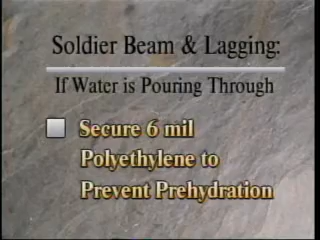 Soldier Beam & Lagging:
If Water is Pouring Through
Secure 6 mil
Polyethylene to
Prevent Prehydration